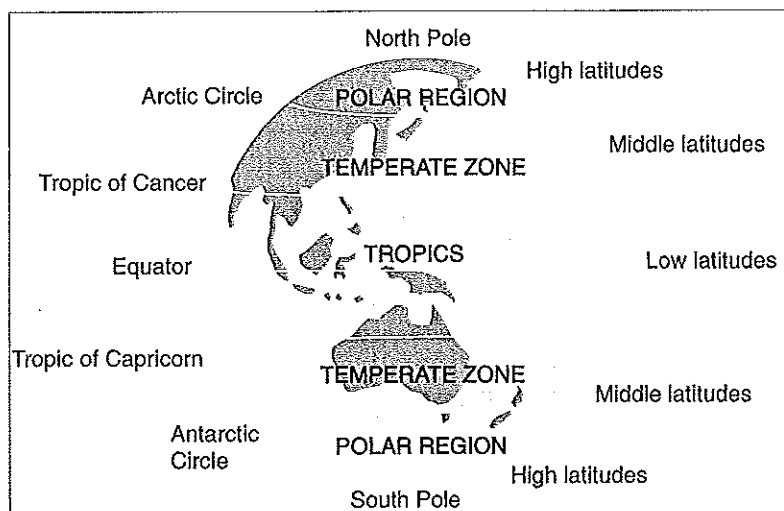 North Pole
High latitudes
Arctic Circle
POLAR REGION
Middle latitudes
TEMPERATE ZONE
Tropic of Cancer
TROPICS
Equator
Low latitudes
Tropic of Capricorn
TEMPERATE ZONE
Middle latitudes
Antarctic
Circle
POLAR REGION
High latitudes
South Pole